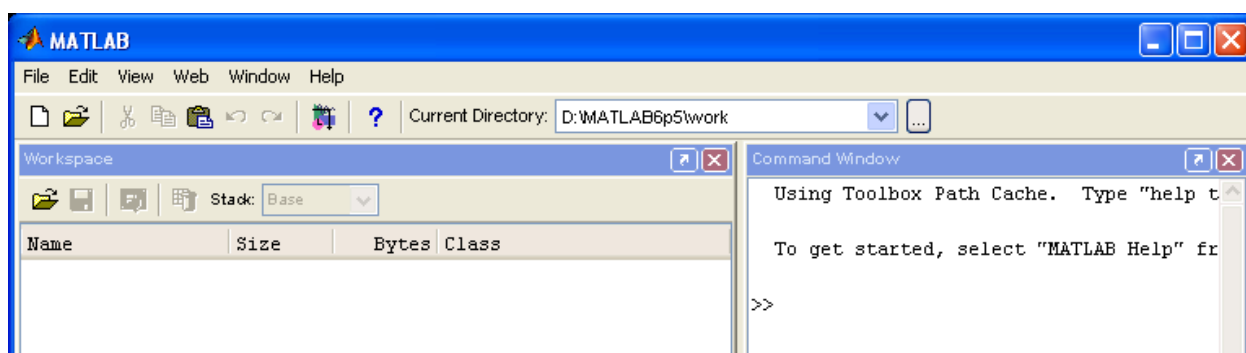 MATLAB
File Edit View Web Window Help
? Current Directory: D:\MATLAB6p5\work ...
Workspace
Stack: Base
Name Size Bytes Class
Command Window
Using Toolbox Path Cache. Type "help t
To get started, select "MATLAB Help" fr
>>